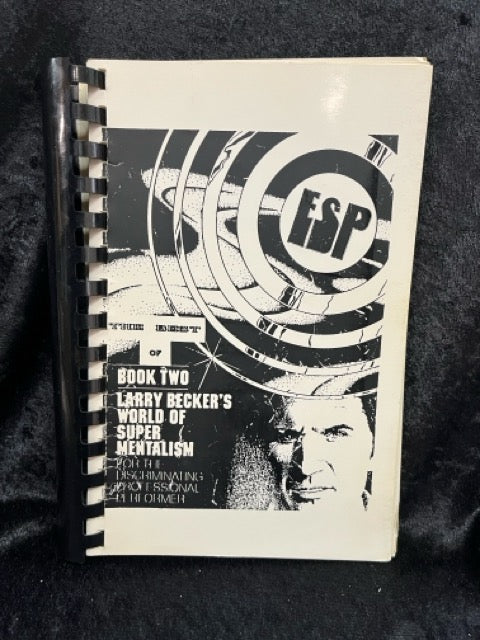 ESP
THE BEST
OF
BOOK TWO
LARRY BECKER'S
WORLD OF
SUPER
MENTALISM
FOR THE
DISCRIMINATING
PROFESSIONAL
PERFORMER